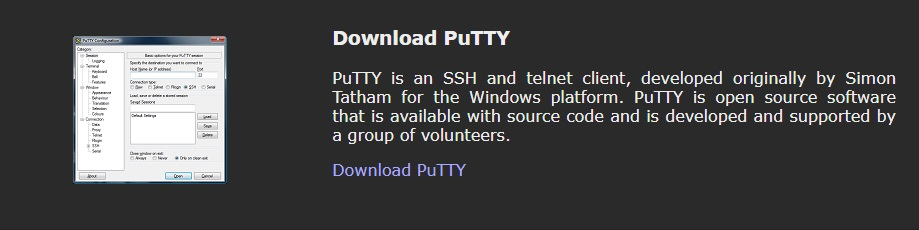 Download PuTTY
PuTTY is an SSH and telnet client, developed originally by Simon
Tatham for the Windows platform. PuTTY is open source software
that is available with source code and is developed and supported by
a group of volunteers.
Download PuTTY
PuTTY Configuration
Category:
Session
Logging
Terminal
Keyboard
Bell
Features
Window
Appearance
Behaviour
Translation
Selection
Colours
Connection
Data
Proxy
Telnet
Rlogin
SSH
Serial
Basic options for your PuTTY session
Specify the destination you want to connect to
Host Name (or IP address) Port
22
Connection type:
Raw Telnet Rlogin SSH Serial
Load, save or delete a stored session
Saved Sessions
Default Settings
Load
Save
Delete
Close window on exit:
Always Never Only on clean exit
About Open Cancel